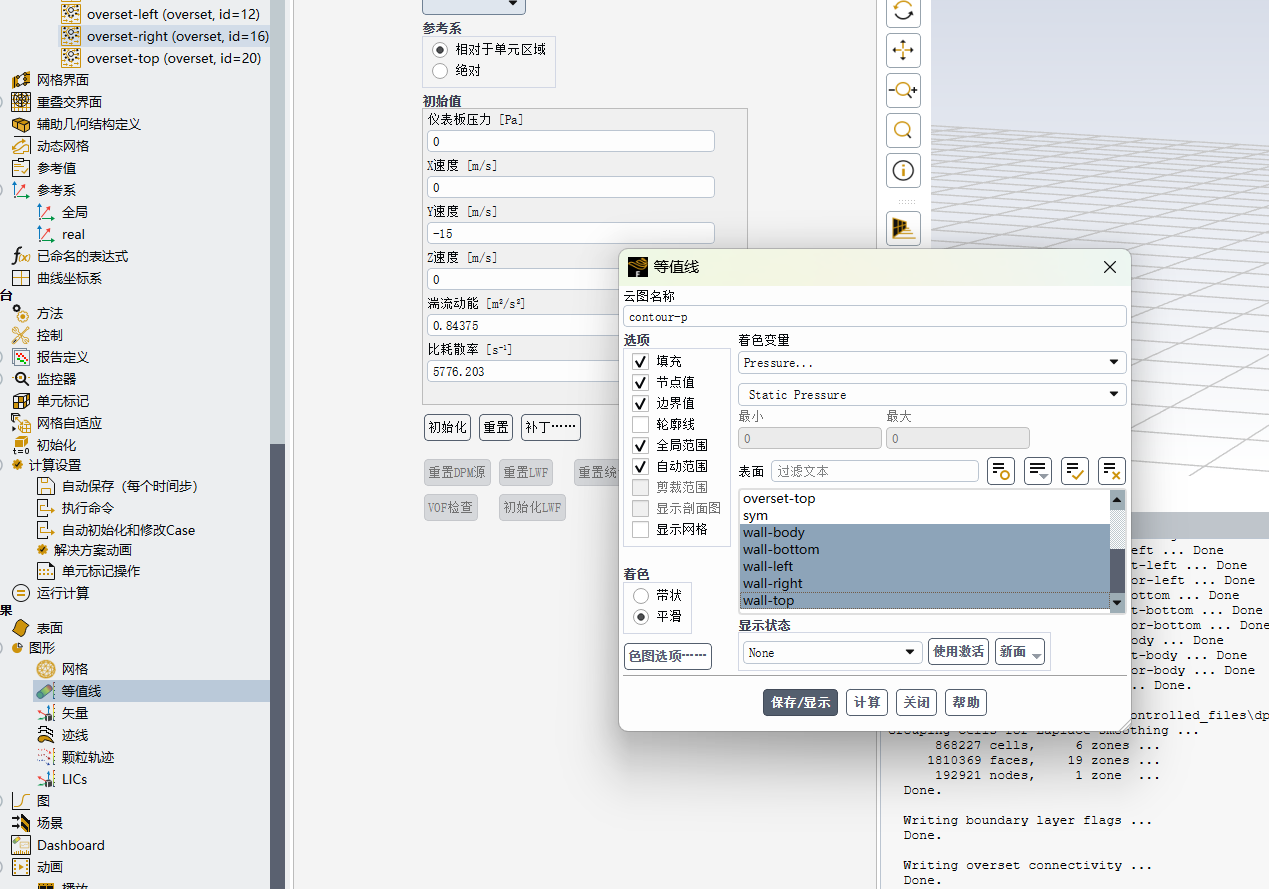 overset-left (overset, id=12)
overset-right (overset, id=16)
overset-top (overset, id=20)
网格界面
重叠交界面
辅助几何结构定义
动态网格
参考值
参考系
全局
real
已命名的表达式
曲线坐标系
台
方法
控制
报告定义
监控器
单元标记
网格自适应
初始化
计算设置
自动保存（每个时间步）
执行命令
自动初始化和修改Case
解决方案动画
单元标记操作
运行计算
果
表面
图形
网格
等值线
矢量
迹线
颗粒轨迹
LICs
图
场景
Dashboard
动画
播放
参考系
相对于单元区域
绝对
初始值
仪表板压力 [Pa]
0
X速度 [m/s]
0
Y速度 [m/s]
-15
Z速度 [m/s]
0
湍流动能 [m²/s²]
0.84375
比耗散率 [s⁻¹]
5776.203
初始化 重置 补丁……
重置DPM源 重置LWF 重置统
VOF检查 初始化LWF
等值线
云图名称
contour-p
选项
填充
节点值
边界值
轮廓线
全局范围
自动范围
剪裁范围
显示剖面图
显示网格
着色
带状
平滑
色图选项……
着色变量
Pressure...
Static Pressure
最小 最大
0 0
表面 过滤文本
overset-top
sym
wall-body
wall-bottom
wall-left
wall-right
wall-top
显示状态
None 使用激活 新面
保存/显示 计算 关闭 帮助
eft ... Done
t-left ... Done
or-left ... Done
ottom ... Done
t-bottom ... Done
or-bottom ... Done
ody ... Done
t-body ... Done
or-body ... Done
.. Done.
ontrolled_files\dp
Grouping cells for Laplace smoothing ...
868227 cells, 6 zones ...
1810369 faces, 19 zones ...
192921 nodes, 1 zone ...
Done.
Writing boundary layer flags ...
Done.
Writing overset connectivity ...
Done.